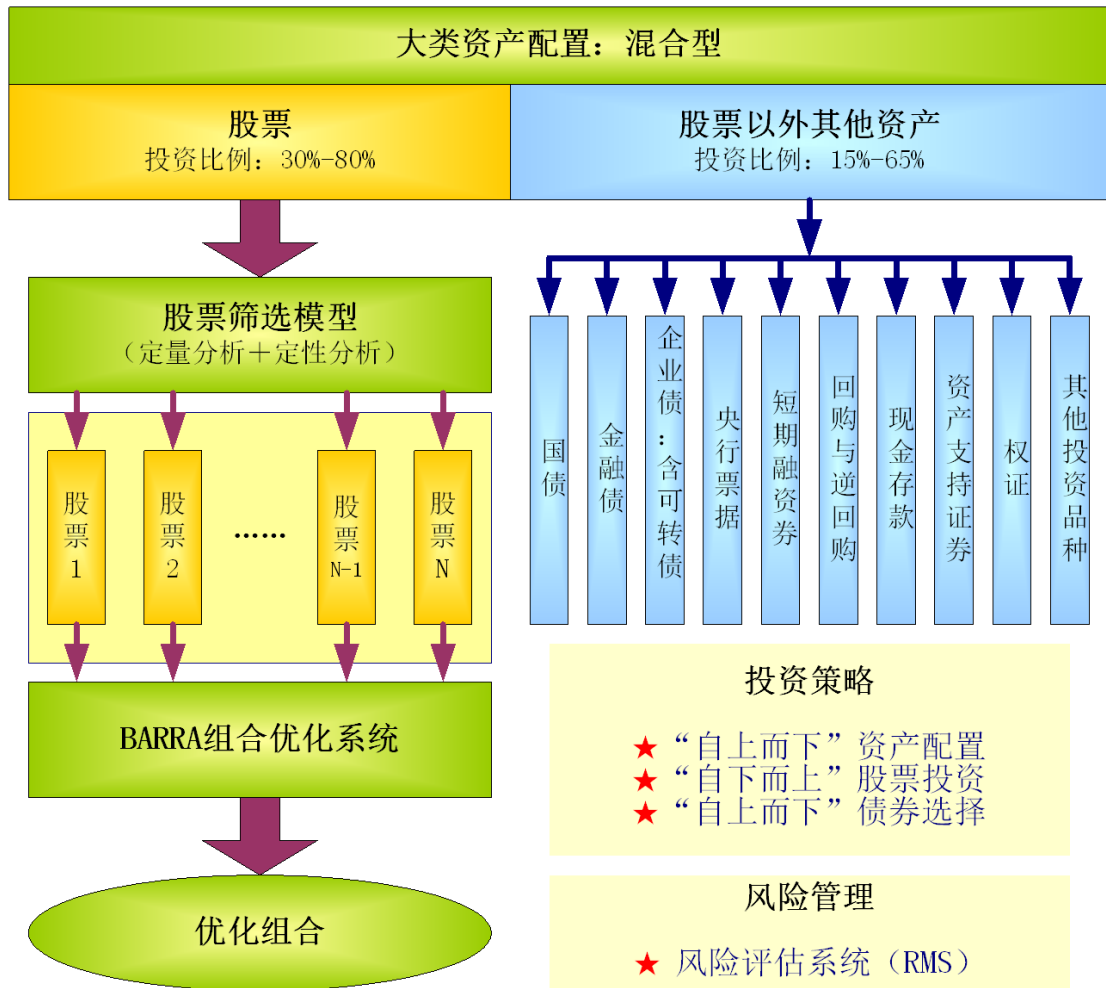 大类资产配置：混合型
股票
投资比例：30%-80%
股票以外其他资产
投资比例：15%-65%
股票筛选模型
（定量分析＋定性分析）
股票1
股票2
……
股票N-1
股票N
BARRA组合优化系统
优化组合
国债
金融债
企业债：含可转债
央行票据
短期融资券
回购与逆回购
现金存款
资产支持证券
权证
其他投资品种
投资策略
★“自上而下”资产配置
★“自下而上”股票投资
★“自上而下”债券选择
风险管理
★ 风险评估系统（RMS）